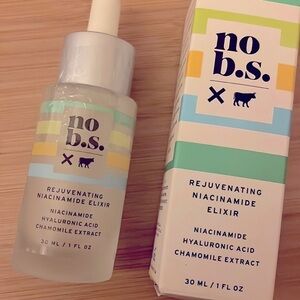 no
b.s.
REJUVENATING
NIACINAMIDE ELIXIR
NIACINAMIDE
HYALURONIC ACID
CHAMOMILE EXTRACT
30 ML / 1 FL OZ
no
b.s.
REJUVENATING
NIACINAMIDE
ELIXIR
NIACINAMIDE
HYALURONIC ACID
CHAMOMILE EXTRACT
30 ML / 1 FL OZ